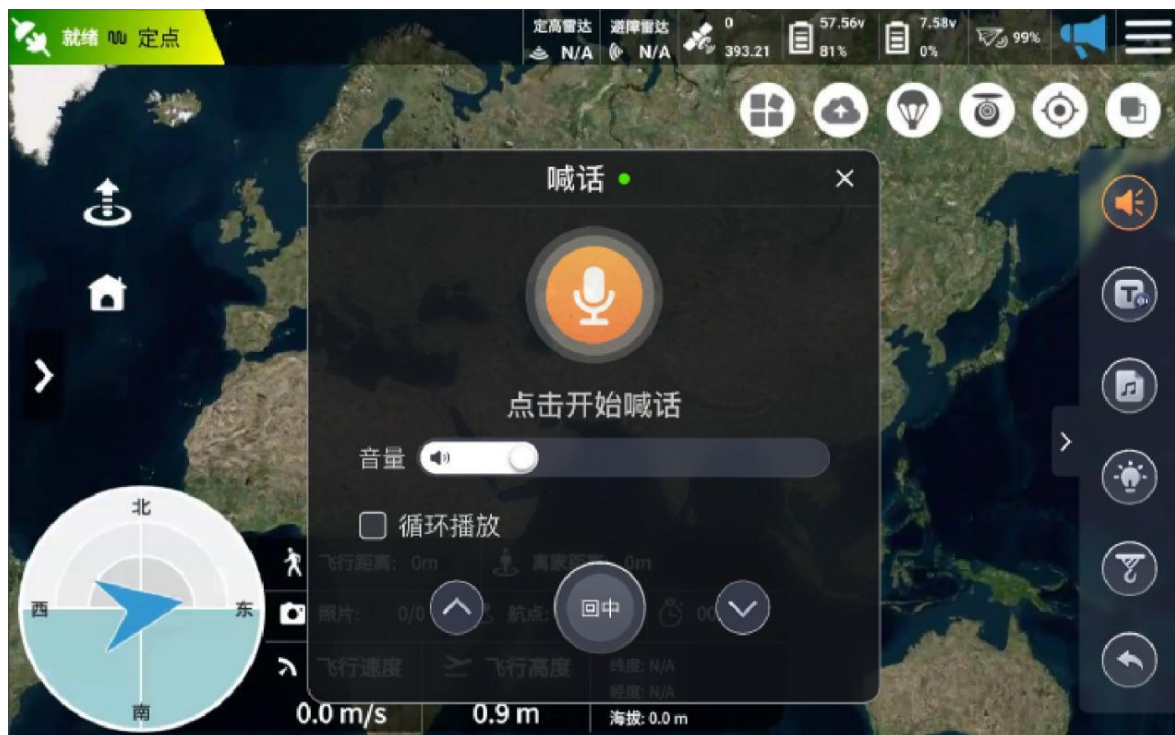 就绪 定点
定高雷达 N/A
避障雷达 N/A
0
393.21
57.56v
81%
7.58v
0%
99%
喊话
点击开始喊话
音量
循环播放
飞行距离: 0m 离家距离: 0m
照片: 0/0 航点: 00
回中
飞行速度 飞行高度 纬度: N/A
经度: N/A
0.0 m/s 0.9 m 海拔: 0.0 m
北
西 东
南
T